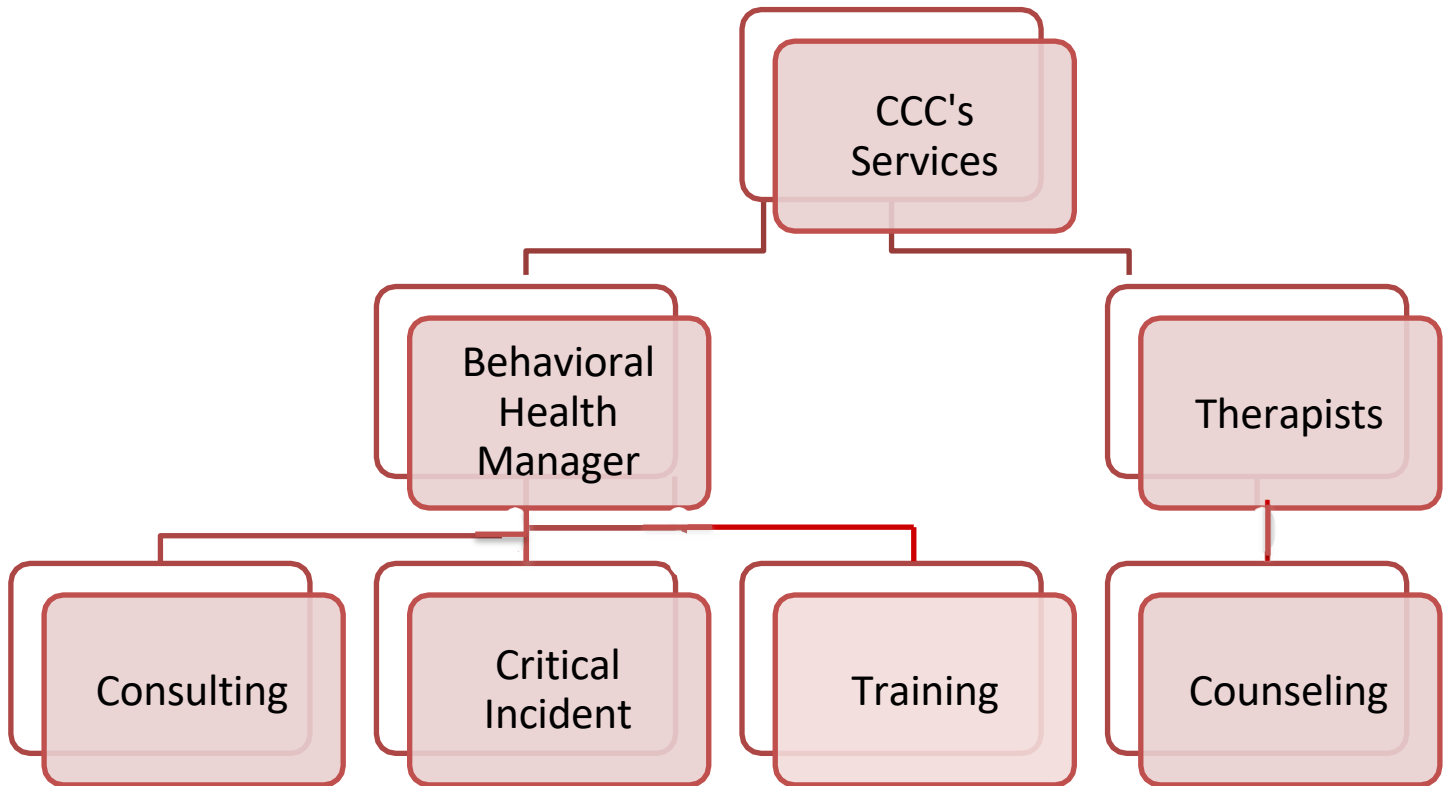 CCC's
Services
Behavioral
Health
Manager
Therapists
Consulting
Critical
Incident
Training
Counseling